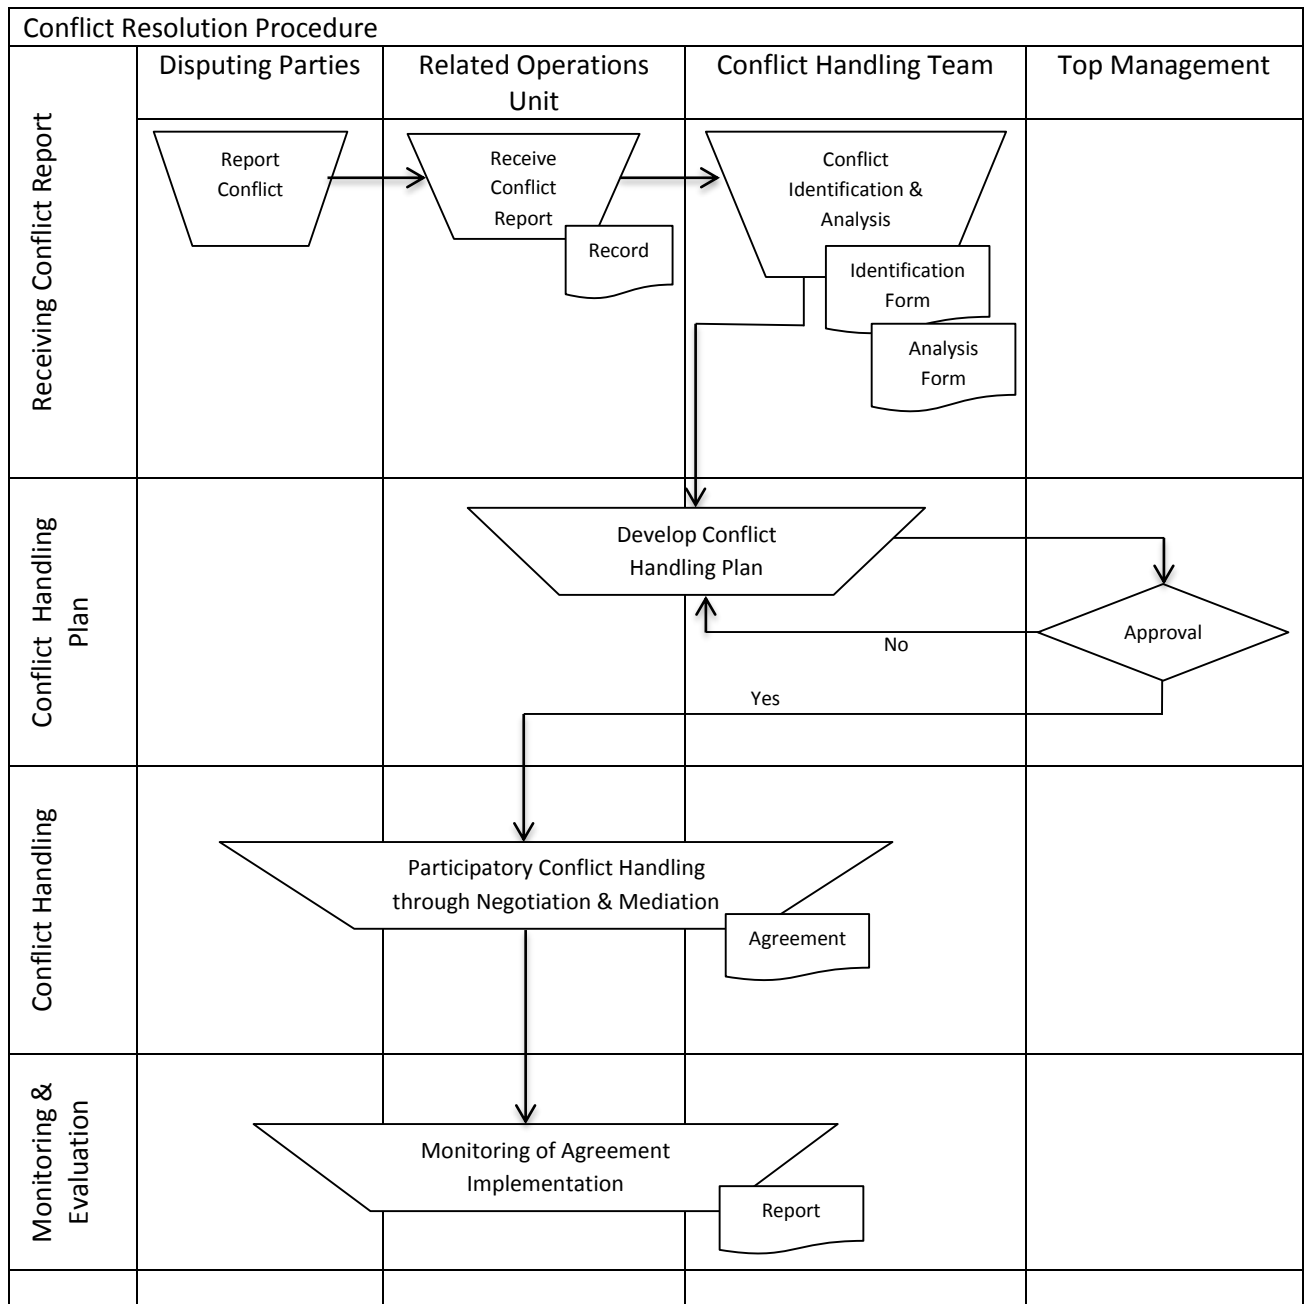 Conflict Resolution Procedure
Disputing Parties
Related Operations
Unit
Conflict Handling Team
Top Management
Receiving Conflict Report
Report
Conflict
Receive
Conflict
Report
Record
Conflict
Identification &
Analysis
Identification
Form
Analysis
Form
Conflict Handling
Plan
Develop Conflict
Handling Plan
Approval
No
Yes
Conflict Handling
Participatory Conflict Handling
through Negotiation & Mediation
Agreement
Monitoring &
Evaluation
Monitoring of Agreement
Implementation
Report